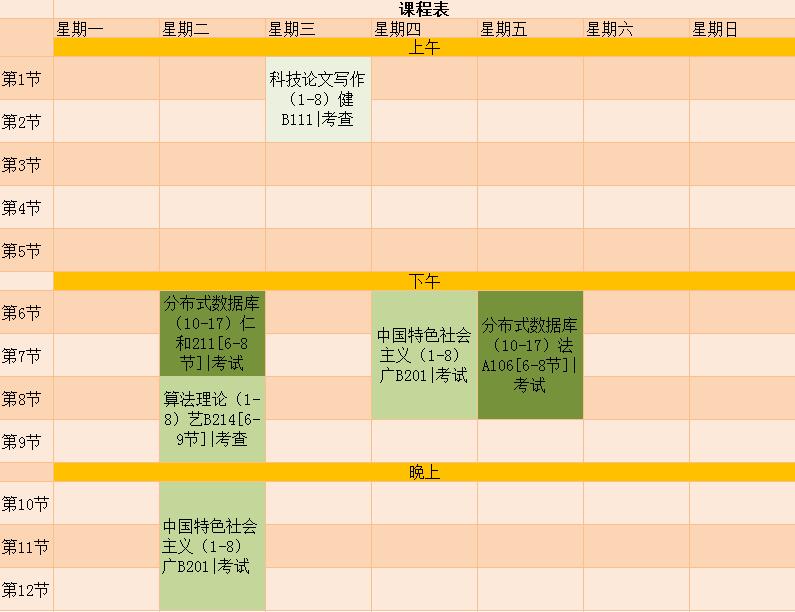 课程表
星期一 星期二 星期三 星期四 星期五 星期六 星期日
上午
第1节
科技论文写作
（1-8）健
B111|考查
第2节
第3节
第4节
第5节
下午
第6节
分布式数据库
（10-17）仁
和211[6-8
节]|考试
中国特色社会
主义（1-8）
广B201|考试
分布式数据库
（10-17）法
A106[6-8节]|
考试
第7节
第8节
算法理论（1-
8）艺B214[6-
9节]|考查
第9节
晚上
第10节
中国特色社会
主义（1-8）
广B201|考试
第11节
第12节